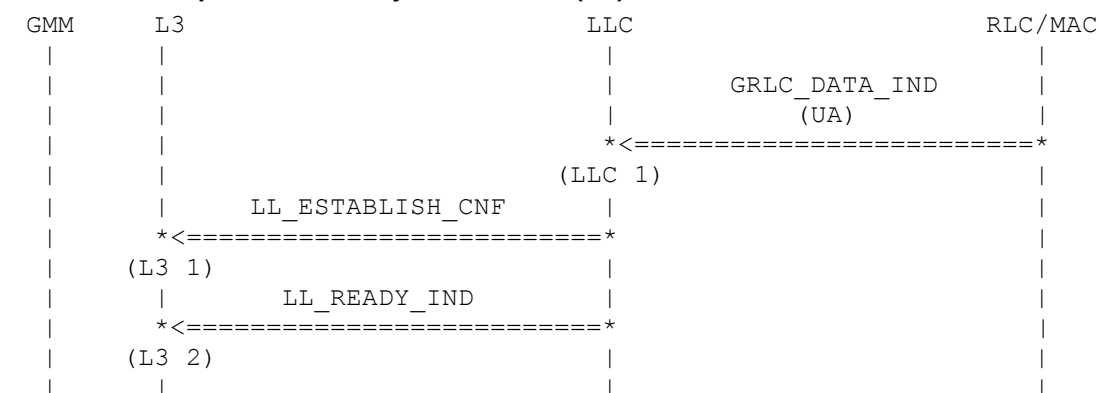 GMM L3 LLC RLC/MAC
GRLC_DATA_IND
(UA)
(LLC 1)
LL_ESTABLISH_CNF
(L3 1)
LL_READY_IND
(L3 2)